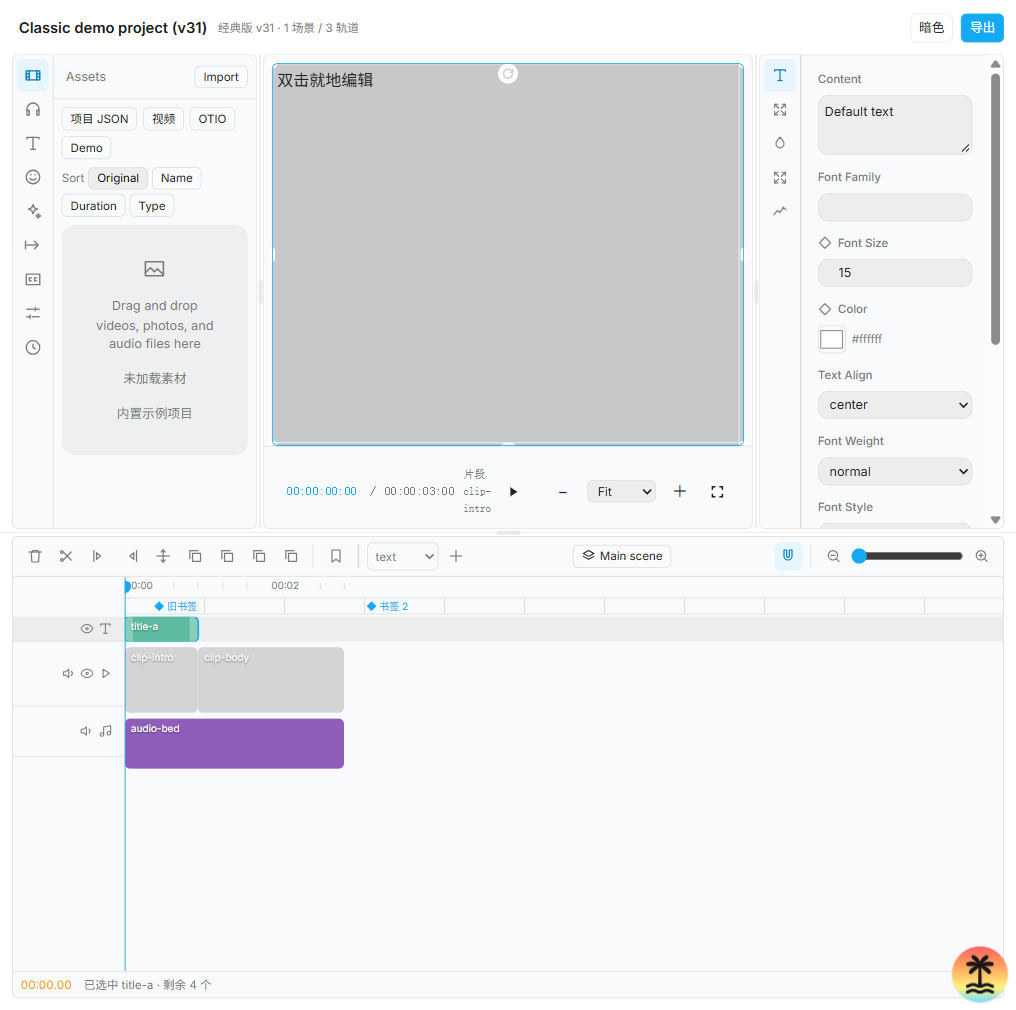 Classic demo project (v31) 经典版 v31 · 1 场景 / 3 轨道 暗色 导出
Assets Import
项目 JSON 视频 OTIO
Demo
Sort Original Name
Duration Type
Drag and drop
videos, photos, and
audio files here
未加载素材
内置示例项目
双击就地编辑
00:00:00:00 / 00:00:03:00 片段
clip-
intro
Fit
Content
Default text
Font Family
Font Size
15
Color
#ffffff
Text Align
center
Font Weight
normal
Font Style
text Main scene
0:00 00:02
旧书签 书签 2
title-a
clip-intro clip-body
audio-bed
00:00.00 已选中 title-a · 剩余 4 个